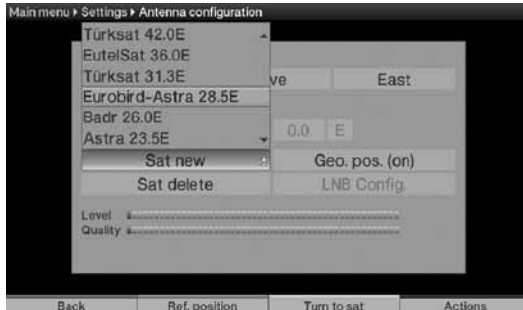 Main menu ▸ Settings ▸ Antenna configuration
Türksat 42.0E
EutelSat 36.0E
Türksat 31.3E
ve East
Eurobird-Astra 28.5E
Badr 26.0E
Astra 23.5E
0.0 E
Sat new Geo. pos. (on)
Sat delete LNB Config.
Level
Quality
Back Ref. position Turn to sat Actions